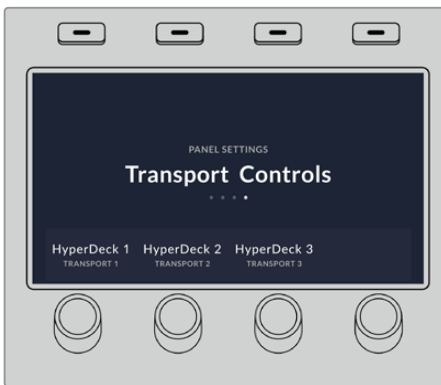 PANEL SETTINGS
Transport Controls
HyperDeck 1 HyperDeck 2 HyperDeck 3
TRANSPORT 1 TRANSPORT 2 TRANSPORT 3